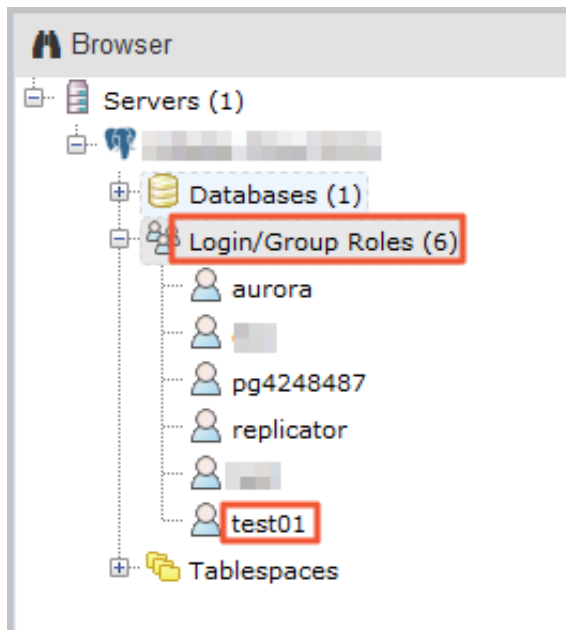 Browser
Servers (1)
Databases (1)
Login/Group Roles (6)
aurora
pg4248487
replicator
test01
Tablespaces